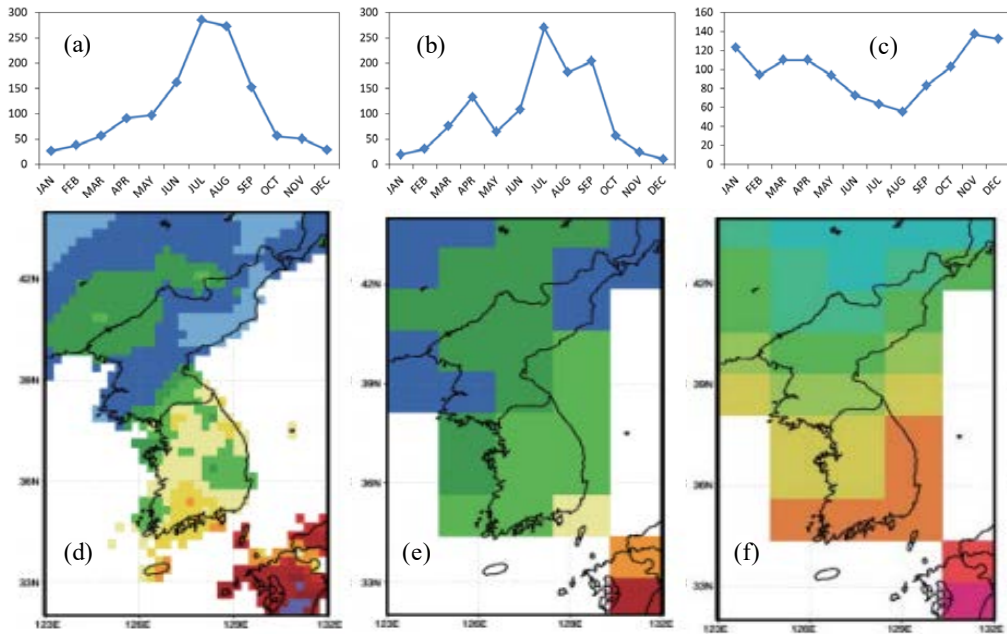 300
250
200
150
100
50
0
(a)
JAN FEB MAR APR MAY JUN JUL AUG SEP OCT NOV DEC
300
250
200
150
100
50
0
(b)
JAN FEB MAR APR MAY JUN JUL AUG SEP OCT NOV DEC
160
140
120
100
80
60
40
20
0
(c)
JAN FEB MAR APR MAY JUN JUL AUG SEP OCT NOV DEC
42N
39N
36N
33N
(d)
123E 126E 129E 132E
42N
39N
36N
33N
(e)
123E 126E 129E 132E
42N
39N
36N
33N
(f)
123E 126E 129E 132E